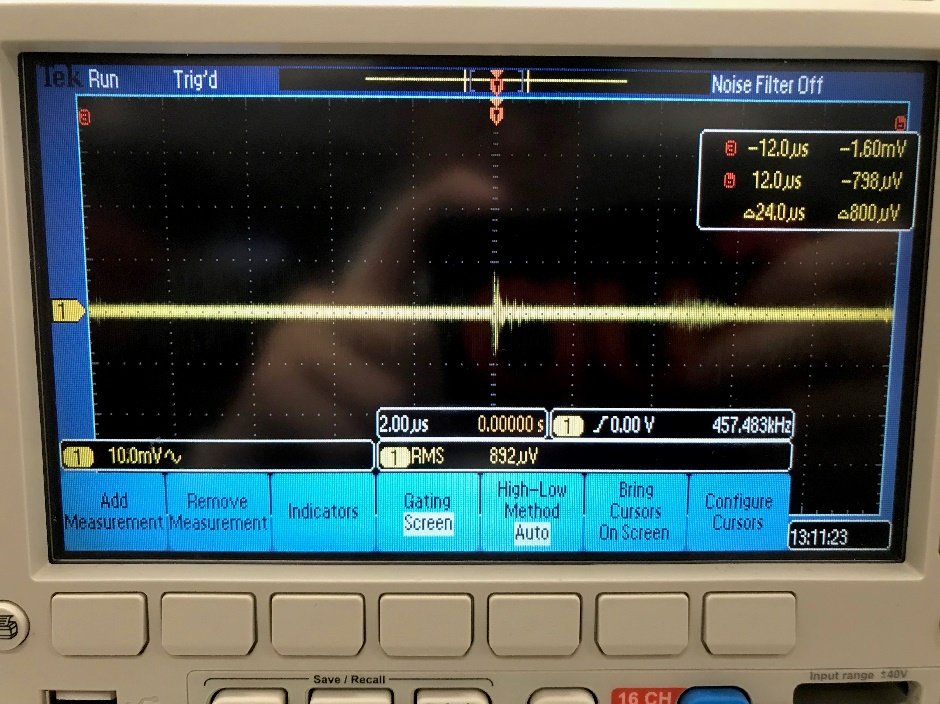 Tek Run Trig'd Noise Filter Off
a b
a -12.0µs -1.60mV
b 12.0µs -798µV
△24.0µs △800µV
1
2.00µs 0.00000 s 1 0.00 V 457.483kHz
1 10.0mV 1 RMS 892µV
Add Measurement
Remove Measurement
Indicators
Gating Screen
High-Low Method Auto
Bring Cursors On Screen
Configure Cursors
13:11:23
Save / Recall
16 CH
Input range ±40V